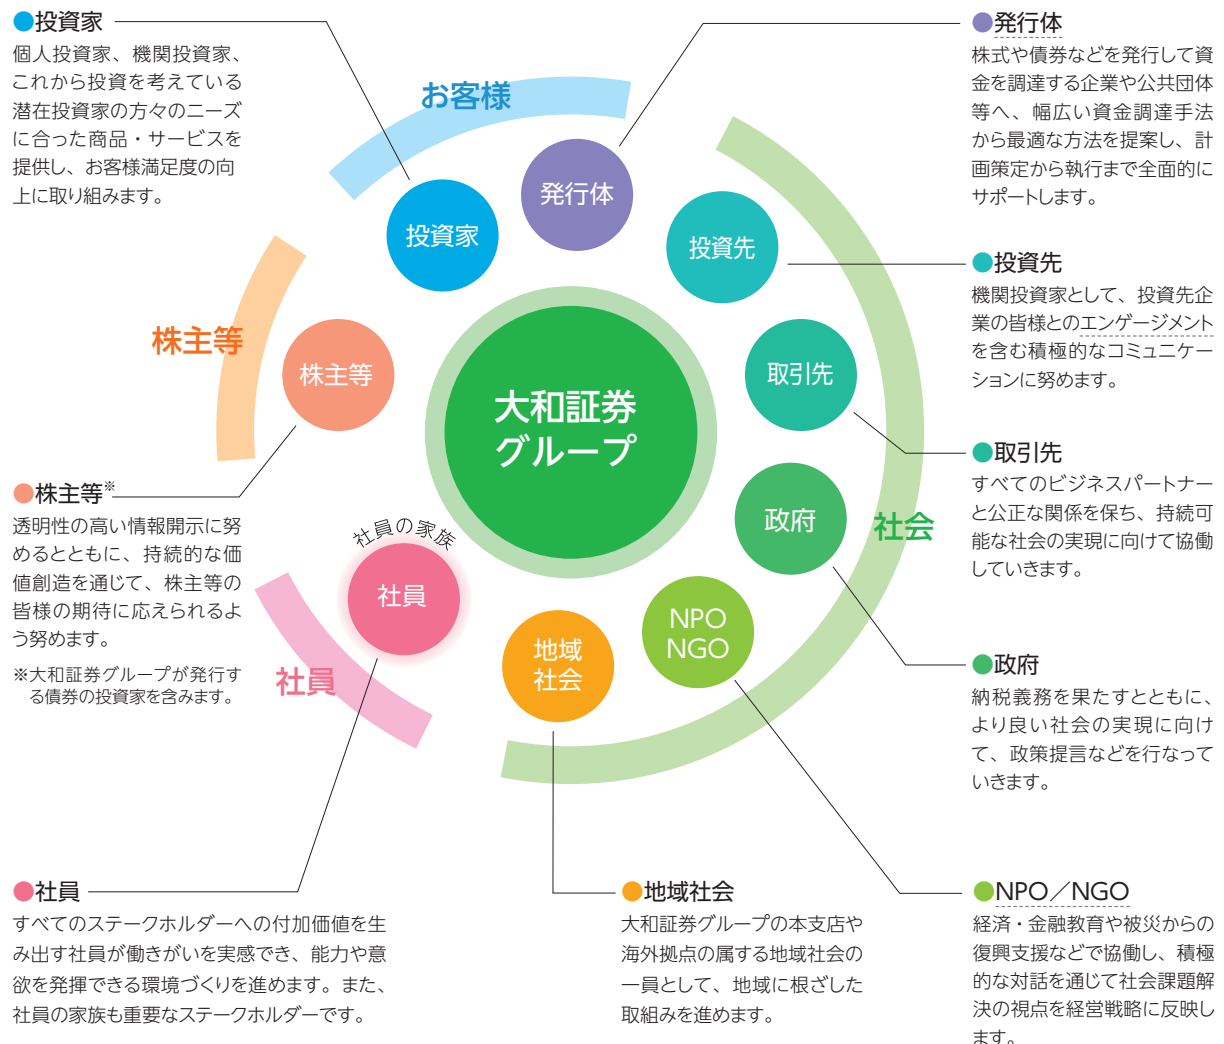 ●投資家
個人投資家、機関投資家、
これから投資を考えている
潜在投資家の方々のニーズ
に合った商品・サービスを
提供し、お客様満足度の向
上に取り組みます。
●発行体
株式や債券などを発行して資
金を調達する企業や公共団体
等へ、幅広い資金調達手法
から最適な方法を提案し、計
画策定から執行まで全面的に
サポートします。
お客様
発行体
投資家
投資先
●投資先
機関投資家として、投資先企
業の皆様とのエンゲージメント
を含む積極的なコミュニケー
ションに努めます。
株主等
株主等
取引先
大和証券
グループ
●取引先
すべてのビジネスパートナー
と公正な関係を保ち、持続可
能な社会の実現に向けて協働
していきます。
●株主等※
透明性の高い情報開示に努
めるとともに、持続的な価
値創造を通じて、株主等の
皆様の期待に応えられるよ
う努めます。
※大和証券グループが発行す
る債券の投資家を含みます。
社員の家族
社員
社員
政府
社会
NPO
NGO
地域
社会
●政府
納税義務を果たすとともに、
より良い社会の実現に向け
て、政策提言などを行なって
いきます。
●社員
すべてのステークホルダーへの付加価値を生
み出す社員が働きがいを実感でき、能力や意
欲を発揮できる環境づくりを進めます。また、
社員の家族も重要なステークホルダーです。
●地域社会
大和証券グループの本支店や
海外拠点の属する地域社会の
一員として、地域に根ざした
取組みを進めます。
●NPO／NGO
経済・金融教育や被災からの
復興支援などで協働し、積極
的な対話を通じて社会課題解
決の視点を経営戦略に反映し
ます。